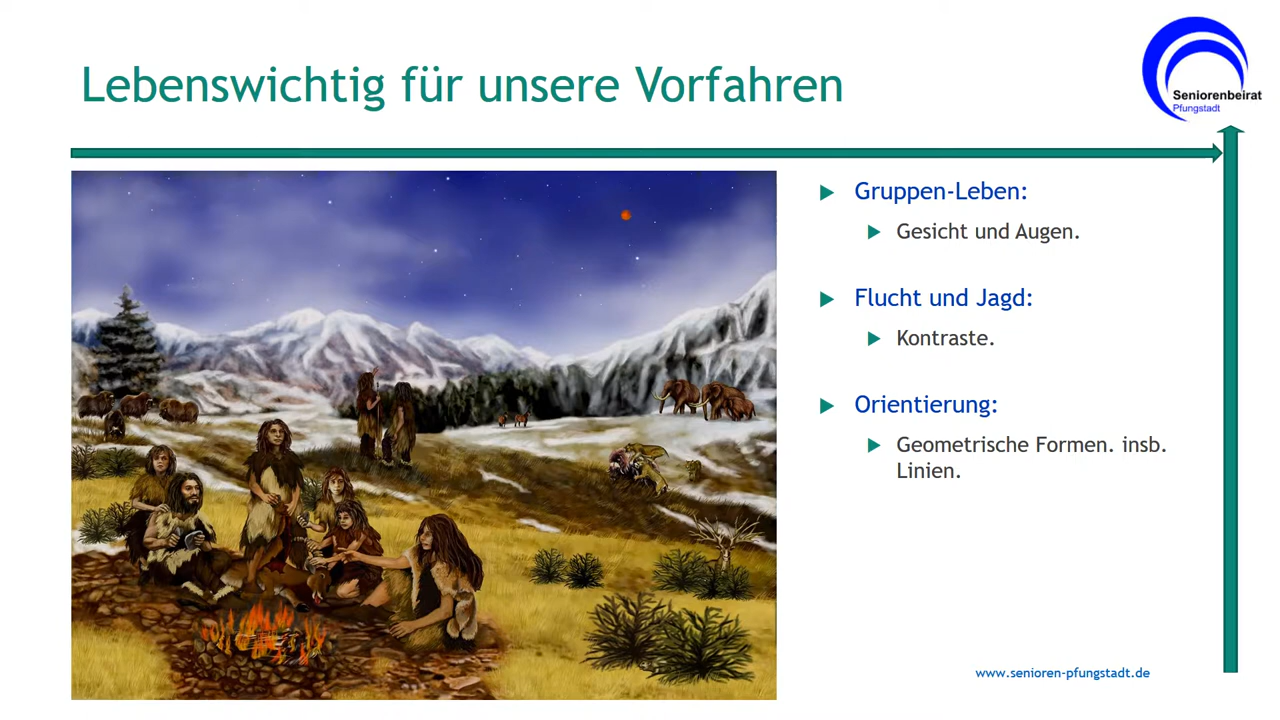 Lebenswichtig für unsere Vorfahren
Seniorenbeirat
Pfungstadt
Gruppen-Leben:
Gesicht und Augen.
Flucht und Jagd:
Kontraste.
Orientierung:
Geometrische Formen. insb.
Linien.
www.senioren-pfungstadt.de